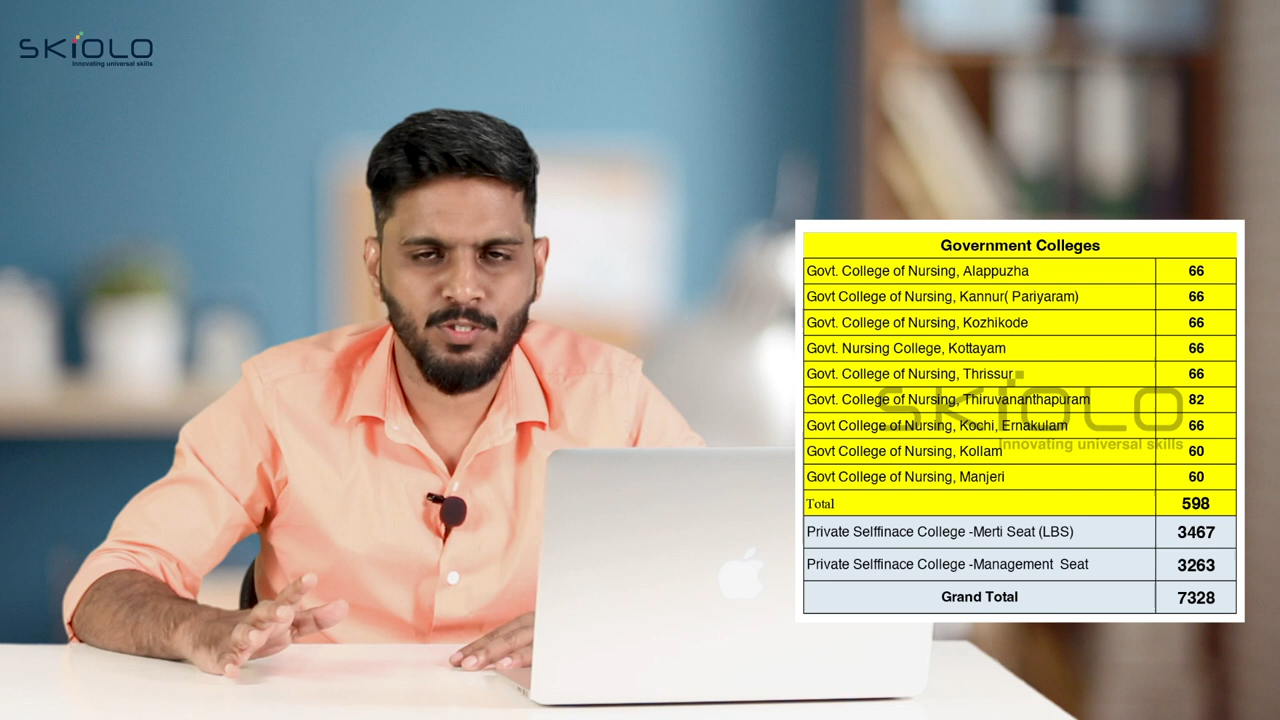 SKiOLO
Innovating universal skills
Government Colleges
Govt. College of Nursing, Alappuzha 66
Govt College of Nursing, Kannur( Pariyaram) 66
Govt. College of Nursing, Kozhikode 66
Govt. Nursing College, Kottayam 66
Govt. College of Nursing, Thrissur 66
Govt. College of Nursing, Thiruvananthapuram 82
Govt College of Nursing, Kochi, Ernakulam 66
Govt College of Nursing, Kollam 60
Govt College of Nursing, Manjeri 60
Total 598
Private Selffinace College -Merti Seat (LBS) 3467
Private Selffinace College -Management Seat 3263
Grand Total 7328
SKiOLO
Innovating universal skills